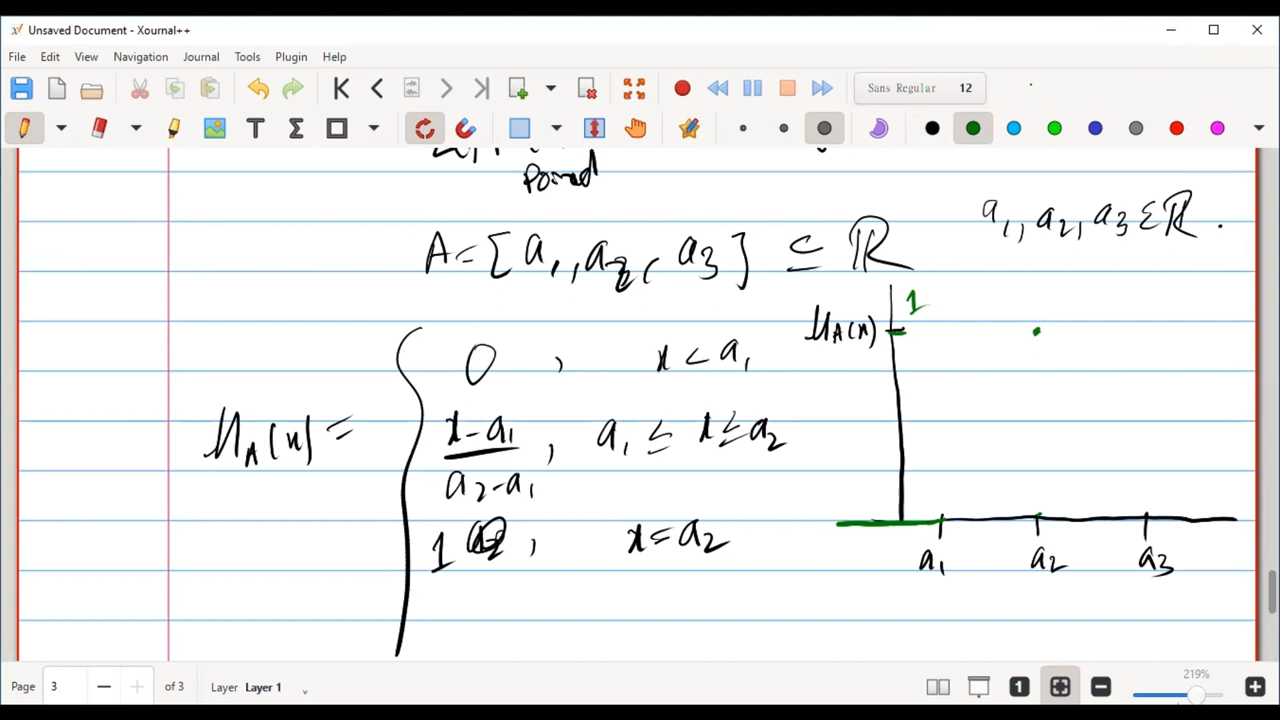 Unsaved Document - Xournal++
File Edit View Navigation Journal Tools Plugin Help
Sans Regular 12
a₁, a₂, a₃ ∈ ℝ.
A = [a₁, a₂, a₃] ⊆ ℝ
1
μA(x)
0 , x < a₁
μA(x) =
x-a₁ , a₁ ≤ x ≤ a₂
a₂-a₁
1 , x = a₂
a₁ a₂ a₃
219%
Page 3 of 3 Layer Layer 1